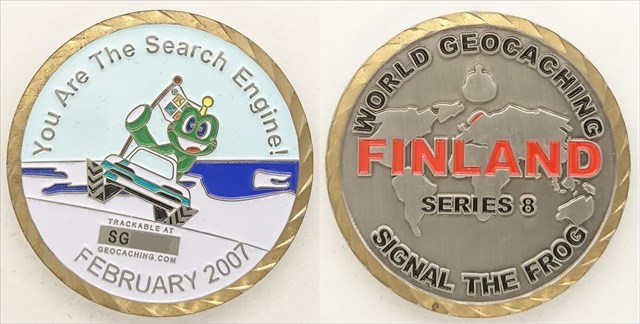 You Are The Search Engine!
TRACKABLE AT
SG
GEOCACHING.COM
FEBRUARY 2007
WORLD GEOCACHING
FINLAND
SERIES 8
SIGNAL THE FROG